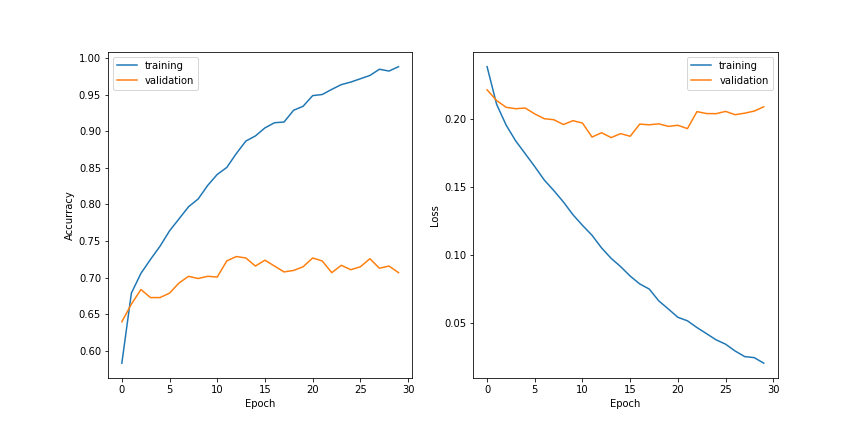 training
validation
1.00
0.95
0.90
0.85
0.80
0.75
0.70
0.65
0.60
Accurracy
0 5 10 15 20 25 30
Epoch
training
validation
0.20
0.15
0.10
0.05
Loss
0 5 10 15 20 25 30
Epoch